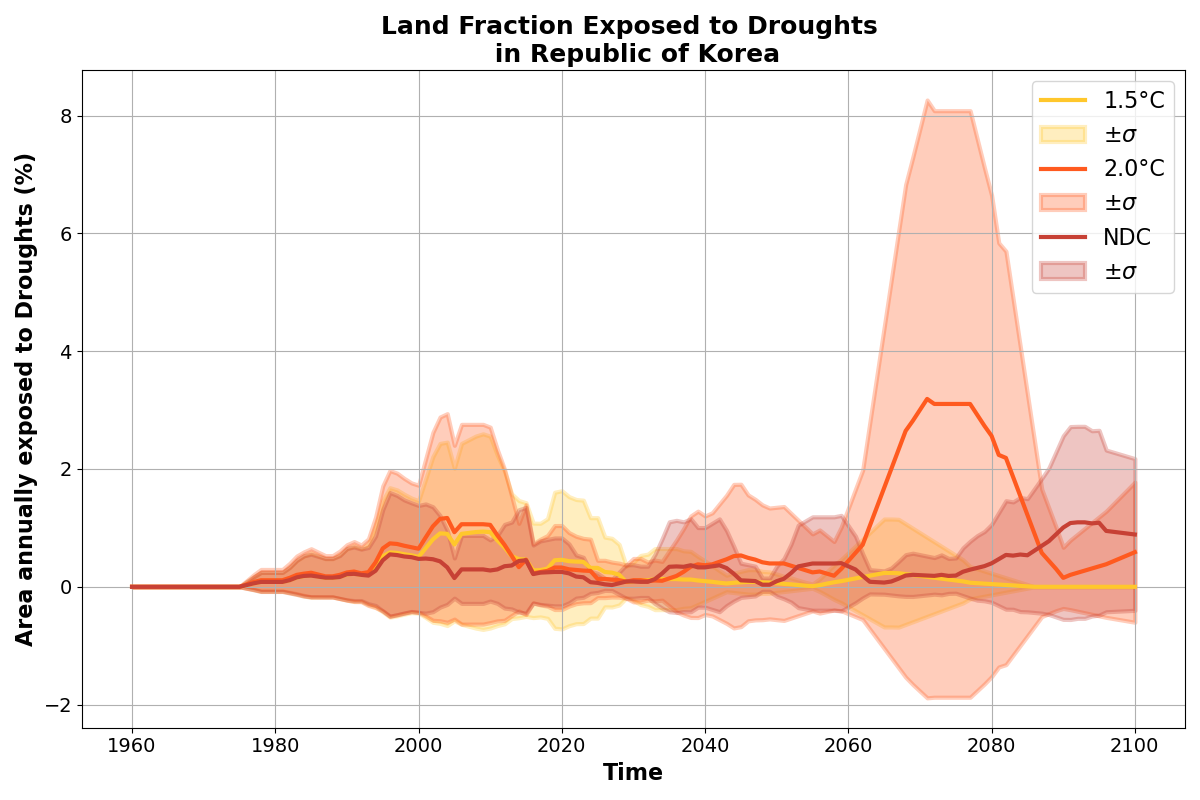 Land Fraction Exposed to Droughts
in Republic of Korea
Area annually exposed to Droughts (%)
8
6
4
2
0
−2
1960
1980
2000
2020
2040
2060
2080
2100
Time
1.5°C
±σ
2.0°C
±σ
NDC
±σ